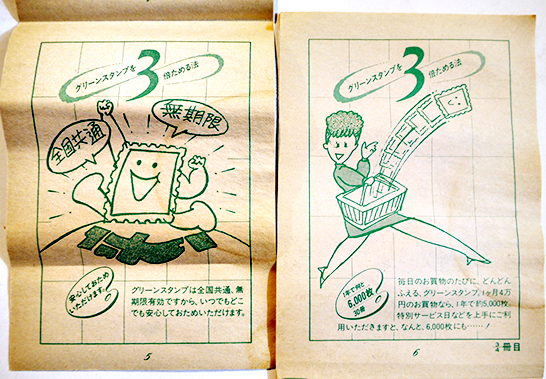 グリーンスタンプを
3
倍ためる法
無期限
全国共通
安心しておため
いただけます。
グリーンスタンプは全国共通、無
期限有効ですから、いつでもどこ
でも安心しておためいただけます。
5
グリーンスタンプを
3
倍ためる法
1年で何と
6,000枚
30冊
毎日のお買物のたびに、どんどん
ふえる、グリーンスタンプ。1ヶ月4万
円のお買物なら、1年で約5,000枚。
特別サービス日などを上手にご利
用いただきますと、なんと、6,000枚にも……!
6
冊目